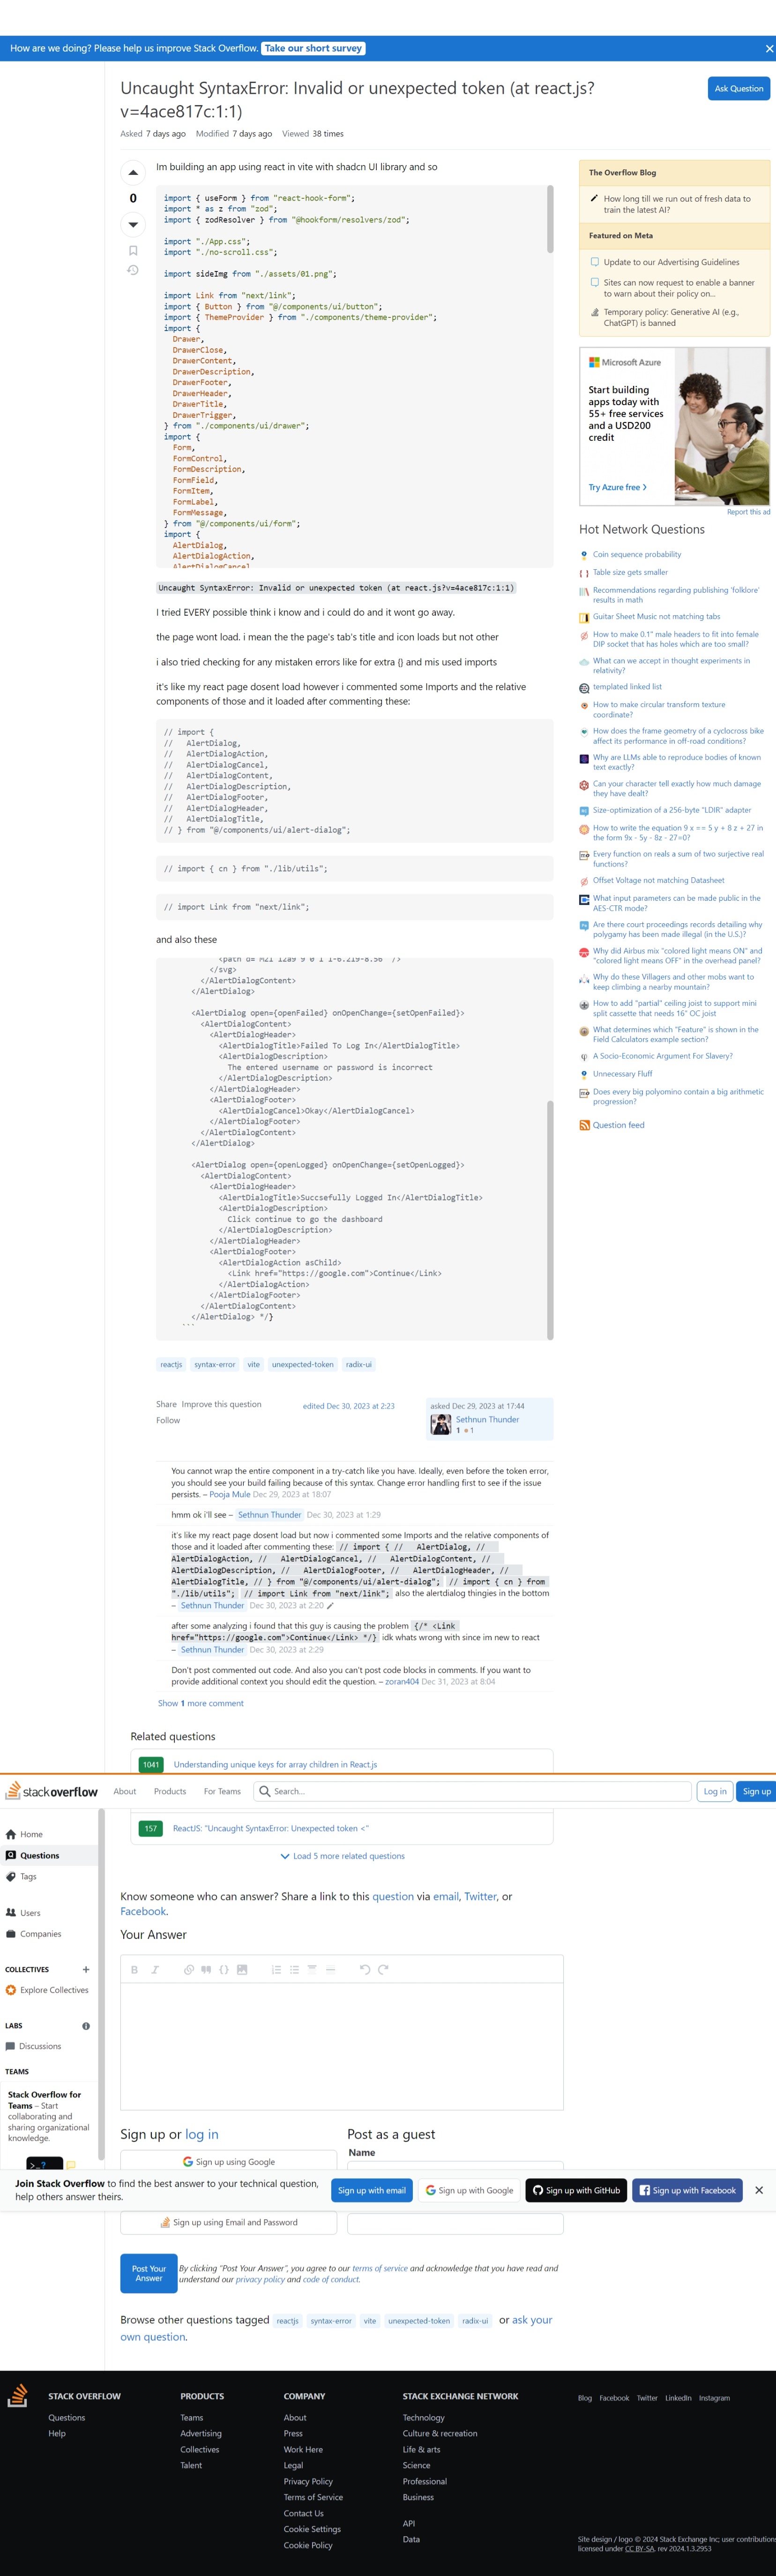 How are we doing? Please help us improve Stack Overflow. Take our short survey
Uncaught SyntaxError: Invalid or unexpected token (at react.js?
v=4ace817c:1:1)
Ask Question
Asked 7 days ago Modified 7 days ago Viewed 38 times
0
Im building an app using react in vite with shadcn UI library and so
import { useForm } from "react-hook-form";
import * as z from "zod";
import { zodResolver } from "@hookform/resolvers/zod";
import "./App.css";
import "./no-scroll.css";
import sideImg from "./assets/01.png";
import Link from "next/link";
import { Button } from "@/components/ui/button";
import { ThemeProvider } from "./components/theme-provider";
import {
Drawer,
DrawerClose,
DrawerContent,
DrawerDescription,
DrawerFooter,
DrawerHeader,
DrawerTitle,
DrawerTrigger,
} from "./components/ui/drawer";
import {
Form,
FormControl,
FormDescription,
FormField,
FormItem,
FormLabel,
FormMessage,
} from "@/components/ui/form";
import {
AlertDialog,
AlertDialogAction,
AlertDialogCancel
Uncaught SyntaxError: Invalid or unexpected token (at react.js?v=4ace817c:1:1)
I tried EVERY possible think i know and i could do and it wont go away.
the page wont load. i mean the the page's tab's title and icon loads but not other
i also tried checking for any mistaken errors like for extra {} and mis used imports
it's like my react page dosent load however i commented some Imports and the relative
components of those and it loaded after commenting these:
// import {
//   AlertDialog,
//   AlertDialogAction,
//   AlertDialogCancel,
//   AlertDialogContent,
//   AlertDialogDescription,
//   AlertDialogFooter,
//   AlertDialogHeader,
//   AlertDialogTitle,
// } from "@/components/ui/alert-dialog";
// import { cn } from "./lib/utils";
// import Link from "next/link";
and also these
<path d="M21 12a9 9 0 1 1-6.219-8.56" />
</svg>
</AlertDialogContent>
</AlertDialog>
<AlertDialog open={openFailed} onOpenChange={setOpenFailed}>
<AlertDialogContent>
<AlertDialogHeader>
<AlertDialogTitle>Failed To Log In</AlertDialogTitle>
<AlertDialogDescription>
The entered username or password is incorrect
</AlertDialogDescription>
</AlertDialogHeader>
<AlertDialogFooter>
<AlertDialogCancel>Okay</AlertDialogCancel>
</AlertDialogFooter>
</AlertDialogContent>
</AlertDialog>
<AlertDialog open={openLogged} onOpenChange={setOpenLogged}>
<AlertDialogContent>
<AlertDialogHeader>
<AlertDialogTitle>Succsefully Logged In</AlertDialogTitle>
<AlertDialogDescription>
Click continue to go the dashboard
</AlertDialogDescription>
</AlertDialogHeader>
<AlertDialogFooter>
<AlertDialogAction asChild>
<Link href="https://google.com">Continue</Link>
</AlertDialogAction>
</AlertDialogFooter>
</AlertDialogContent>
</AlertDialog> */}
```
reactjs syntax-error vite unexpected-token radix-ui
Share Improve this question
Follow
edited Dec 30, 2023 at 2:23
asked Dec 29, 2023 at 17:44
Sethnun Thunder
1 1
You cannot wrap the entire component in a try-catch like you have. Ideally, even before the token error,
you should see your build failing because of this syntax. Change error handling first to see if the issue
persists. – Pooja Mule Dec 29, 2023 at 18:07
hmm ok i'll see – Sethnun Thunder Dec 30, 2023 at 1:29
it's like my react page dosent load but now i commented some Imports and the relative components of
those and it loaded after commenting these: // import { //   AlertDialog, //
AlertDialogAction, //   AlertDialogCancel, //   AlertDialogContent, //
AlertDialogDescription, //   AlertDialogFooter, //   AlertDialogHeader, //
AlertDialogTitle, // } from "@/components/ui/alert-dialog"; // import { cn } from
"./lib/utils"; // import Link from "next/link"; also the alertdialog thingies in the bottom
– Sethnun Thunder Dec 30, 2023 at 2:20
after some analyzing i found that this guy is causing the problem {/* <Link
href="https://google.com">Continue</Link> */} idk whats wrong with since im new to react
– Sethnun Thunder Dec 30, 2023 at 2:29
Don't post commented out code. And also you can't post code blocks in comments. If you want to
provide additional context you should edit the question. – zoran404 Dec 31, 2023 at 8:04
Show 1 more comment
The Overflow Blog
How long till we run out of fresh data to
train the latest AI?
Featured on Meta
Update to our Advertising Guidelines
Sites can now request to enable a banner
to warn about their policy on...
Temporary policy: Generative AI (e.g.,
ChatGPT) is banned
Microsoft Azure
Start building
apps today with
55+ free services
and a USD200
credit
Try Azure free
Report this ad
Hot Network Questions
Coin sequence probability
Table size gets smaller
Recommendations regarding publishing 'folklore'
results in math
Guitar Sheet Music not matching tabs
How to make 0.1" male headers to fit into female
DIP socket that has holes which are too small?
What can we accept in thought experiments in
relativity?
templated linked list
How to make circular transform texture
coordinate?
How does the frame geometry of a cyclocross bike
affect its performance in off-road conditions?
Why are LLMs able to reproduce bodies of known
text exactly?
Can your character tell exactly how much damage
they have dealt?
Size-optimization of a 256-byte "LDIR" adapter
How to write the equation 9 x == 5 y + 8 z + 27 in
the form 9x - 5y - 8z - 27=0?
Every function on reals a sum of two surjective real
functions?
Offset Voltage not matching Datasheet
What input parameters can be made public in the
AES-CTR mode?
Are there court proceedings records detailing why
polygamy has been made illegal (in the U.S.)?
Why did Airbus mix "colored light means ON" and
"colored light means OFF" in the overhead panel?
Why do these Villagers and other mobs want to
keep climbing a nearby mountain?
How to add "partial" ceiling joist to support mini
split cassette that needs 16" OC joist
What determines which "Feature" is shown in the
Field Calculators example section?
A Socio-Economic Argument For Slavery?
Unnecessary Fluff
Does every big polyomino contain a big arithmetic
progression?
Question feed
Related questions
1041 Understanding unique keys for array children in React.js
stackoverflow About Products For Teams Search... Log in Sign up
157 ReactJS: "Uncaught SyntaxError: Unexpected token <"
Load 5 more related questions
Home
Questions
Tags
Users
Companies
COLLECTIVES
Explore Collectives
LABS
Discussions
TEAMS
Stack Overflow for
Teams – Start
collaborating and
sharing organizational
knowledge.
Know someone who can answer? Share a link to this question via email, Twitter, or
Facebook.
Your Answer
Sign up or log in
Sign up using Google
Post as a guest
Name
Join Stack Overflow to find the best answer to your technical question,
help others answer theirs.
Sign up with email Sign up with Google Sign up with GitHub Sign up with Facebook
Sign up using Email and Password
Post Your
Answer
By clicking "Post Your Answer", you agree to our terms of service and acknowledge that you have read and
understand our privacy policy and code of conduct.
Browse other questions tagged reactjs syntax-error vite unexpected-token radix-ui or ask your
own question.
STACK OVERFLOW
Questions
Help
PRODUCTS
Teams
Advertising
Collectives
Talent
COMPANY
About
Press
Work Here
Legal
Privacy Policy
Terms of Service
Contact Us
Cookie Settings
Cookie Policy
STACK EXCHANGE NETWORK
Technology
Culture & recreation
Life & arts
Science
Professional
Business
API
Data
Blog Facebook Twitter LinkedIn Instagram
Site design / logo © 2024 Stack Exchange Inc; user contributions
licensed under CC BY-SA. rev 2024.1.3.2953